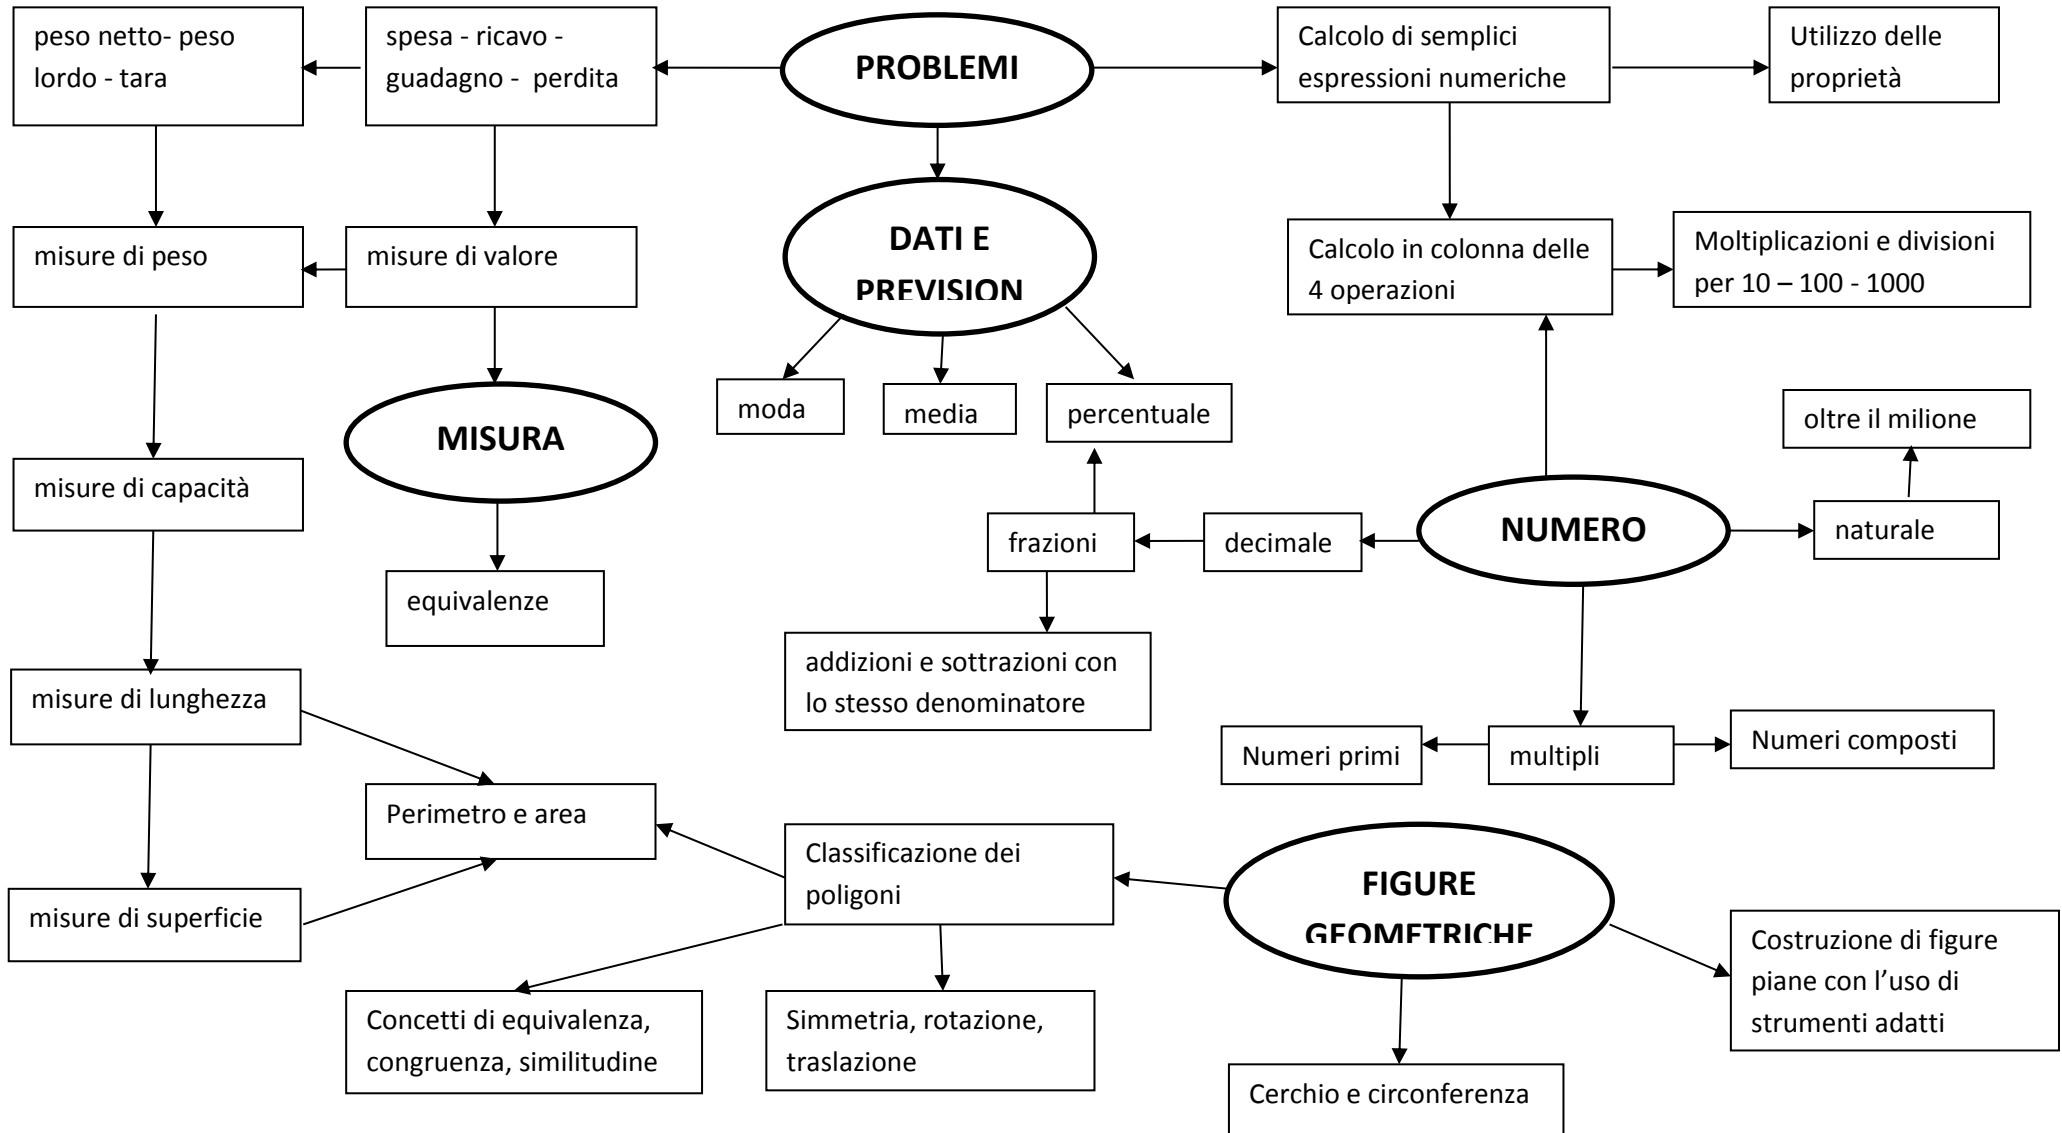 peso netto- peso
lordo - tara
spesa - ricavo -
guadagno - perdita
PROBLEMI
Calcolo di semplici
espressioni numeriche
Utilizzo delle
proprietà
misure di peso
misure di valore
DATI E
PREVISION
Calcolo in colonna delle
4 operazioni
Moltiplicazioni e divisioni
per 10 – 100 - 1000
moda
media
percentuale
oltre il milione
MISURA
misure di capacità
NUMERO
naturale
frazioni
decimale
equivalenze
addizioni e sottrazioni con
lo stesso denominatore
misure di lunghezza
Numeri primi
multipli
Numeri composti
Perimetro e area
Classificazione dei
poligoni
FIGURE
GEOMETRICHE
misure di superficie
Costruzione di figure
piane con l’uso di
strumenti adatti
Concetti di equivalenza,
congruenza, similitudine
Simmetria, rotazione,
traslazione
Cerchio e circonferenza